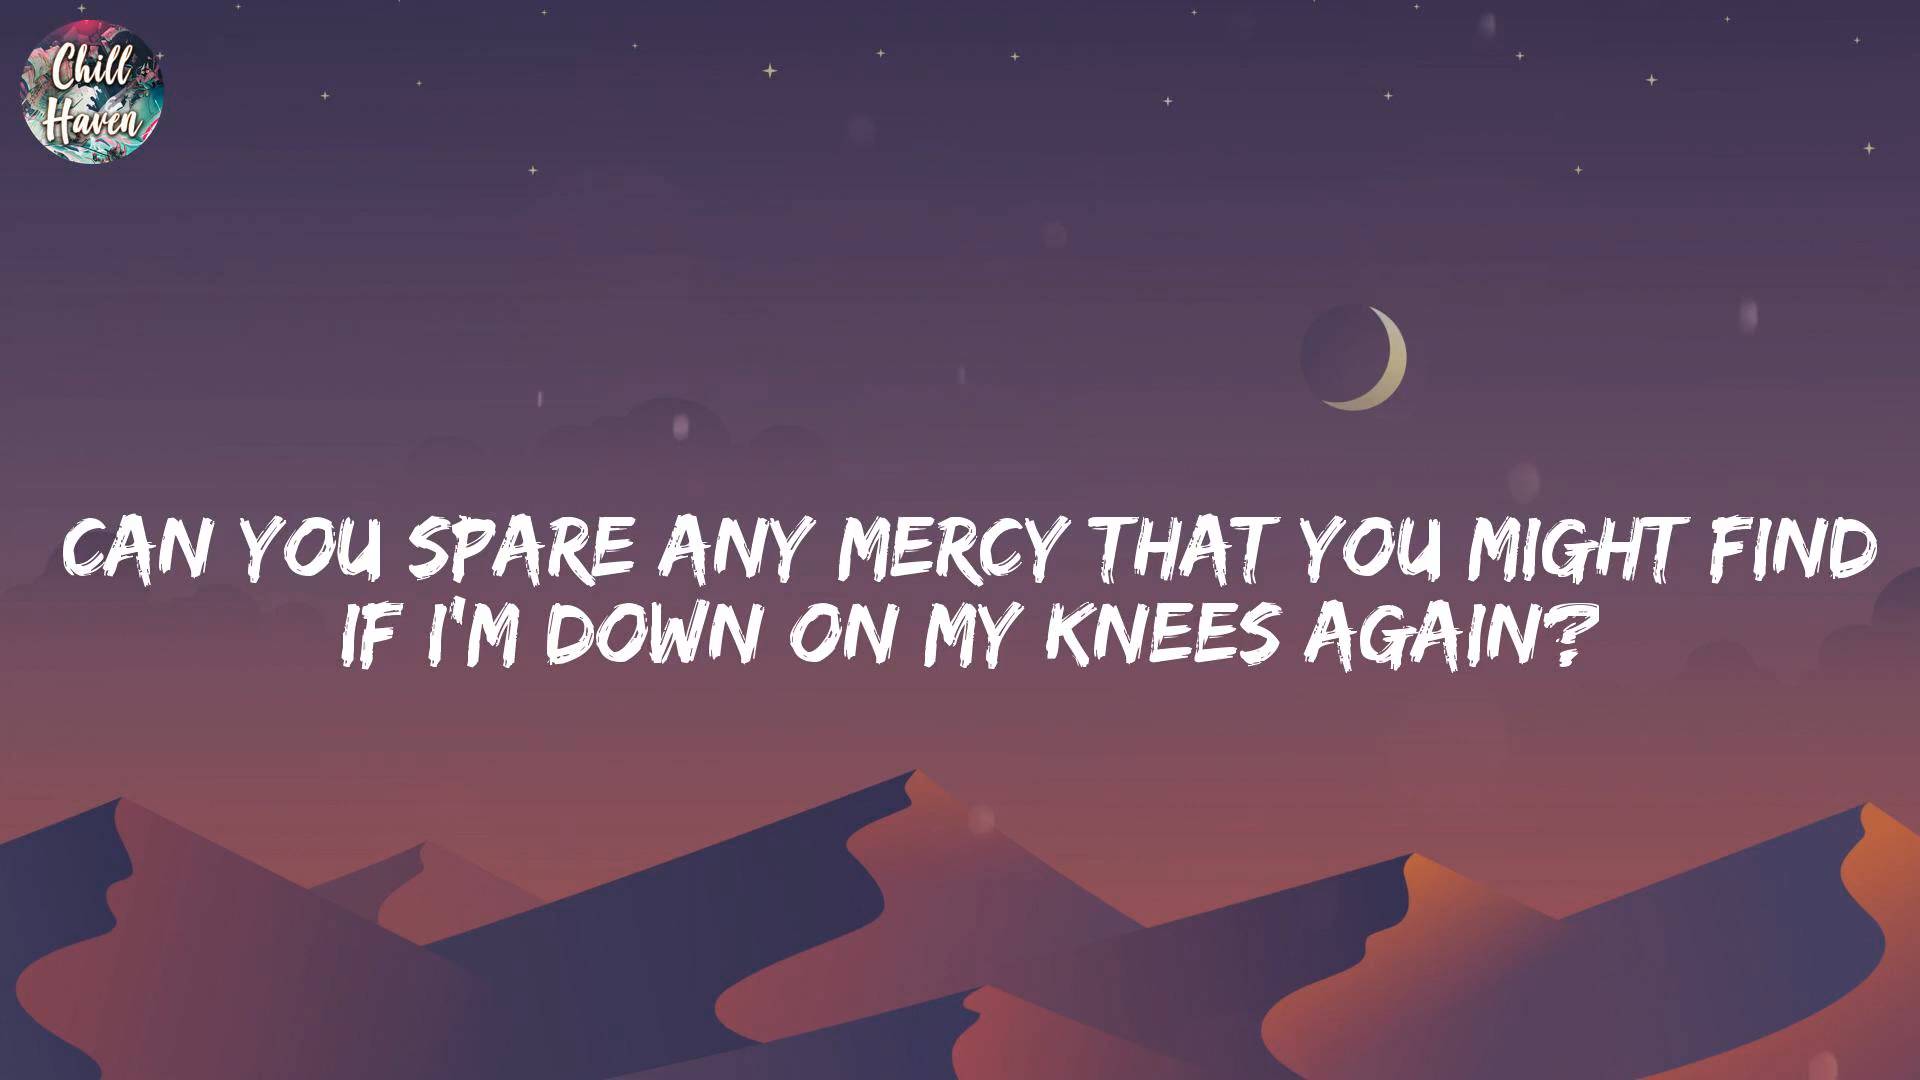 Chill
Haven
CAN YOU SPARE ANY MERCY THAT YOU MIGHT FIND
IF I'M DOWN ON MY KNEES AGAIN?